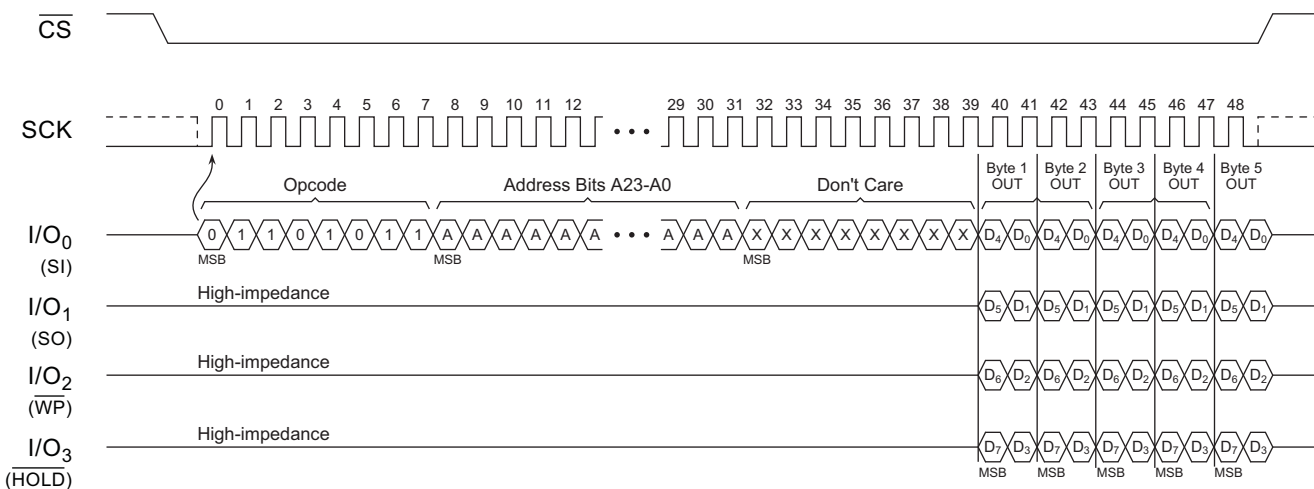 CS
SCK
0 1 2 3 4 5 6 7 8 9 10 11 12 29 30 31 32 33 34 35 36 37 38 39 40 41 42 43 44 45 46 47 48
Opcode Address Bits A23-A0 Don't Care
Byte 1 OUT Byte 2 OUT Byte 3 OUT Byte 4 OUT Byte 5 OUT
I/O0 (SI)
0 1 1 0 1 0 1 1 A A A A A A • • • A A A X X X X X X X X D4 D0 D4 D0 D4 D0 D4 D0 D4 D0
MSB MSB MSB
I/O1 (SO)
High-impedance
D5 D1 D5 D1 D5 D1 D5 D1 D5 D1
I/O2 (WP)
High-impedance
D6 D2 D6 D2 D6 D2 D6 D2 D6 D2
I/O3 (HOLD)
High-impedance
D7 D3 D7 D3 D7 D3 D7 D3 D7 D3
MSB MSB MSB MSB MSB